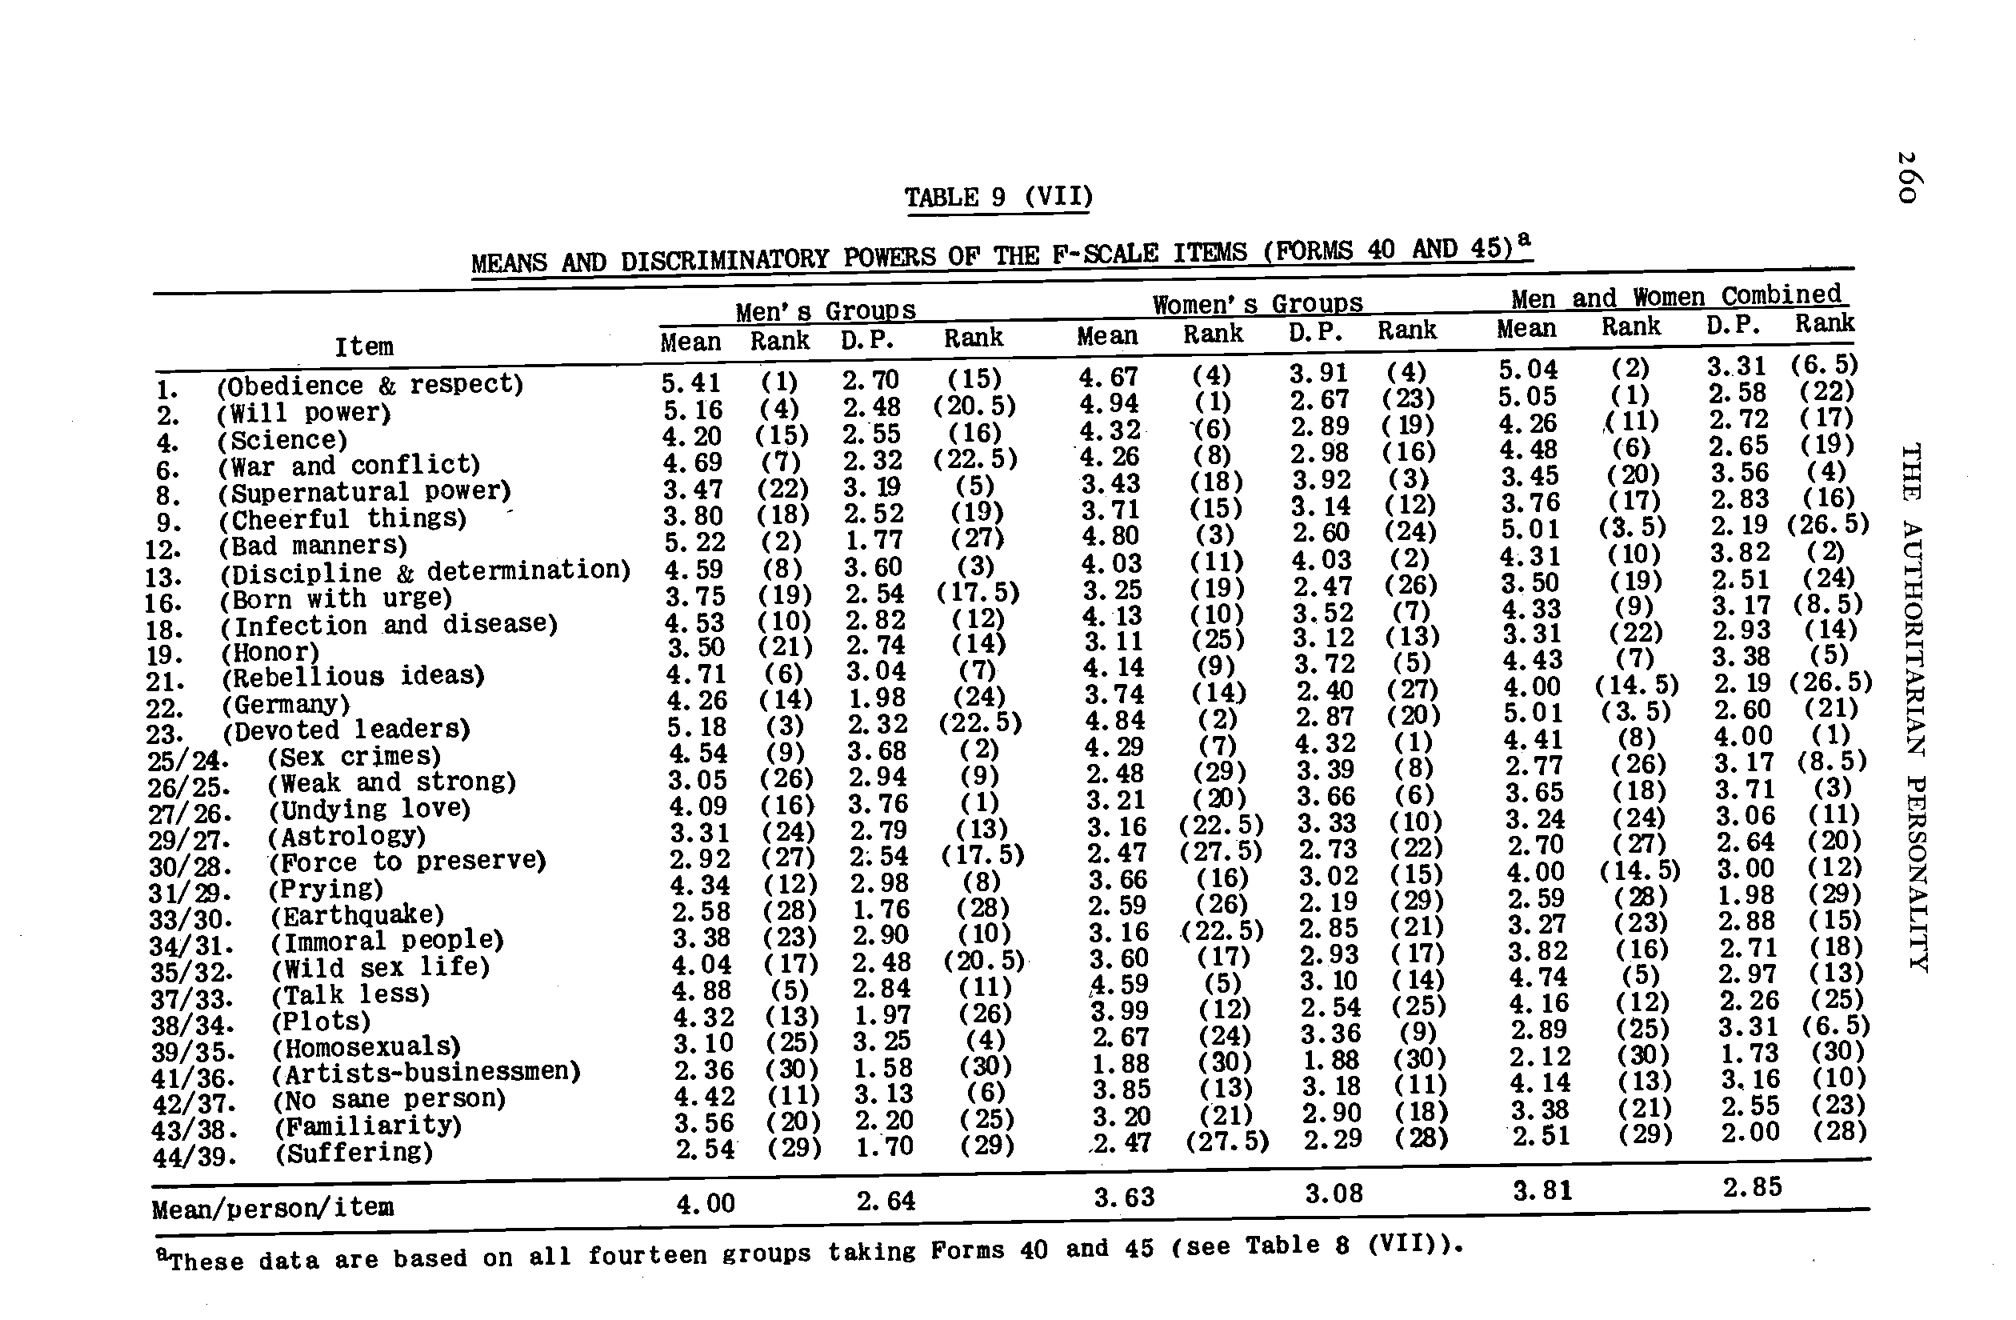 260
THE AUTHORITARIAN PERSONALITY
TABLE 9 (VII)
MEANS AND DISCRIMINATORY POWERS OF THE F-SCALE ITEMS (FORMS 40 AND 45)a
Men's Groups Women's Groups Men and Women Combined
Item Mean Rank D.P. Rank Mean Rank D.P. Rank Mean Rank D.P. Rank
1. (Obedience & respect) 5.41 (1) 2.70 (15) 4.67 (4) 3.91 (4) 5.04 (2) 3.31 (6.5)
2. (Will power) 5.16 (4) 2.48 (20.5) 4.94 (1) 2.67 (23) 5.05 (1) 2.58 (22)
4. (Science) 4.20 (15) 2.55 (16) 4.32 (6) 2.89 (19) 4.26 (11) 2.72 (17)
6. (War and conflict) 4.69 (7) 2.32 (22.5) 4.26 (8) 2.98 (16) 4.48 (6) 2.65 (19)
8. (Supernatural power) 3.47 (22) 3.19 (5) 3.43 (18) 3.92 (3) 3.45 (20) 3.56 (4)
9. (Cheerful things) 3.80 (18) 2.52 (19) 3.71 (15) 3.14 (12) 3.76 (17) 2.83 (16)
12. (Bad manners) 5.22 (2) 1.77 (27) 4.80 (3) 2.60 (24) 5.01 (3.5) 2.19 (26.5)
13. (Discipline & determination) 4.59 (8) 3.60 (3) 4.03 (11) 4.03 (2) 4.31 (10) 3.82 (2)
16. (Born with urge) 3.75 (19) 2.54 (17.5) 3.25 (19) 2.47 (26) 3.50 (19) 2.51 (24)
18. (Infection and disease) 4.53 (10) 2.82 (12) 4.13 (10) 3.52 (7) 4.33 (9) 3.17 (8.5)
19. (Honor) 3.50 (21) 2.74 (14) 3.11 (25) 3.12 (13) 3.31 (22) 2.93 (14)
21. (Rebellious ideas) 4.71 (6) 3.04 (7) 4.14 (9) 3.72 (5) 4.43 (7) 3.38 (5)
22. (Germany) 4.26 (14) 1.98 (24) 3.74 (14) 2.40 (27) 4.00 (14.5) 2.19 (26.5)
23. (Devoted leaders) 5.18 (3) 2.32 (22.5) 4.84 (2) 2.87 (20) 5.01 (3.5) 2.60 (21)
25/24. (Sex crimes) 4.54 (9) 3.68 (2) 4.29 (7) 4.32 (1) 4.41 (8) 4.00 (1)
26/25. (Weak and strong) 3.05 (26) 2.94 (9) 2.48 (29) 3.39 (8) 2.77 (26) 3.17 (8.5)
27/26. (Undying love) 4.09 (16) 3.76 (1) 3.21 (20) 3.66 (6) 3.65 (18) 3.71 (3)
29/27. (Astrology) 3.31 (24) 2.79 (13) 3.16 (22.5) 3.33 (10) 3.24 (24) 3.06 (11)
30/28. (Force to preserve) 2.92 (27) 2.54 (17.5) 2.47 (27.5) 2.73 (22) 2.70 (27) 2.64 (20)
31/29. (Prying) 4.34 (12) 2.98 (8) 3.66 (16) 3.02 (15) 4.00 (14.5) 3.00 (12)
33/30. (Earthquake) 2.58 (28) 1.76 (28) 2.59 (26) 2.19 (29) 2.59 (28) 1.98 (29)
34/31. (Immoral people) 3.38 (23) 2.90 (10) 3.16 (22.5) 2.85 (21) 3.27 (23) 2.88 (15)
35/32. (Wild sex life) 4.04 (17) 2.48 (20.5) 3.60 (17) 2.93 (17) 3.82 (16) 2.71 (18)
37/33. (Talk less) 4.88 (5) 2.84 (11) 4.59 (5) 3.10 (14) 4.74 (5) 2.97 (13)
38/34. (Plots) 4.32 (13) 1.97 (26) 3.99 (12) 2.54 (25) 4.16 (12) 2.26 (25)
39/35. (Homosexuals) 3.10 (25) 3.25 (4) 2.67 (24) 3.36 (9) 2.89 (25) 3.31 (6.5)
41/36. (Artists-businessmen) 2.36 (30) 1.58 (30) 1.88 (30) 1.88 (30) 2.12 (30) 1.73 (30)
42/37. (No sane person) 4.42 (11) 3.13 (6) 3.85 (13) 3.18 (11) 4.14 (13) 3.16 (10)
43/38. (Familiarity) 3.56 (20) 2.20 (25) 3.20 (21) 2.90 (18) 3.38 (21) 2.55 (23)
44/39. (Suffering) 2.54 (29) 1.70 (29) 2.47 (27.5) 2.29 (28) 2.51 (29) 2.00 (28)
Mean/person/item 4.00 2.64 3.63 3.08 3.81 2.85
aThese data are based on all fourteen groups taking Forms 40 and 45 (see Table 8 (VII)).